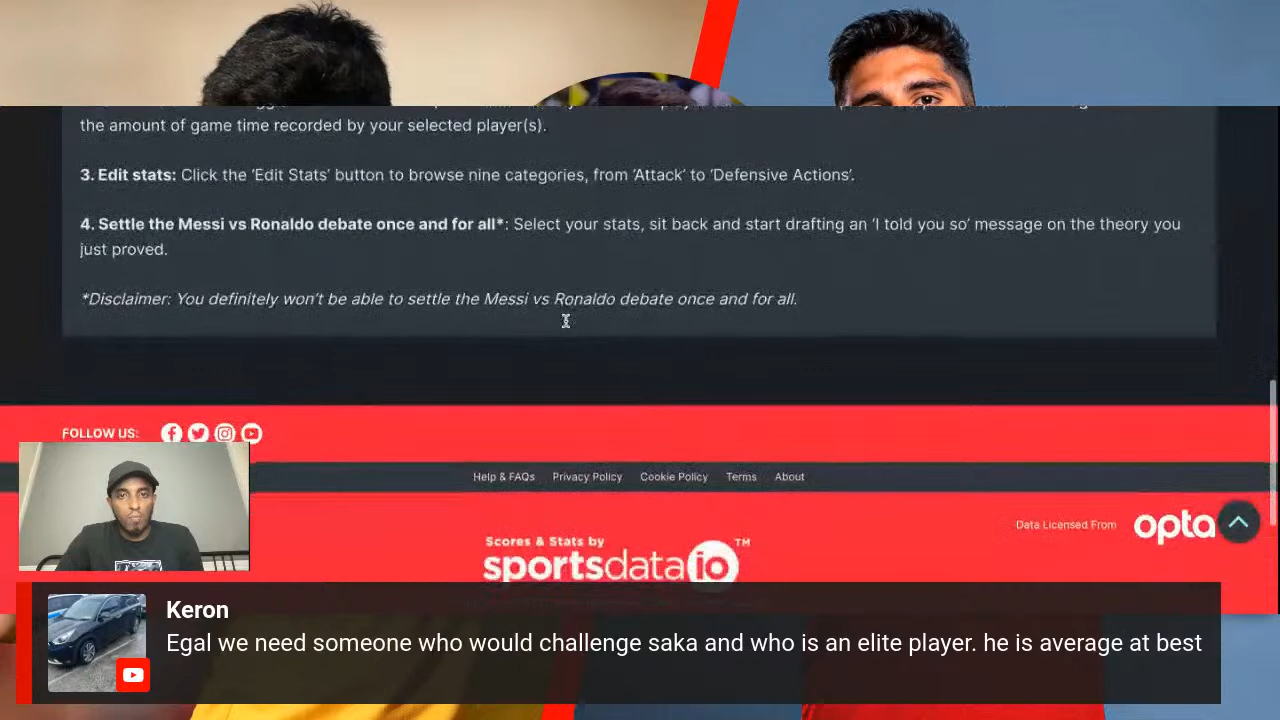 the amount of game time recorded by your selected player(s).
3. Edit stats: Click the ‘Edit Stats’ button to browse nine categories, from ‘Attack’ to ‘Defensive Actions’.
4. Settle the Messi vs Ronaldo debate once and for all*: Select your stats, sit back and start drafting an ‘I told you so’ message on the theory you
just proved.
*Disclaimer: You definitely won’t be able to settle the Messi vs Ronaldo debate once and for all.
FOLLOW US:
Help & FAQs Privacy Policy Cookie Policy Terms About
Data Licensed From opta
Scores & Stats by
sportsdata io ™
Keron
Egal we need someone who would challenge saka and who is an elite player. he is average at best